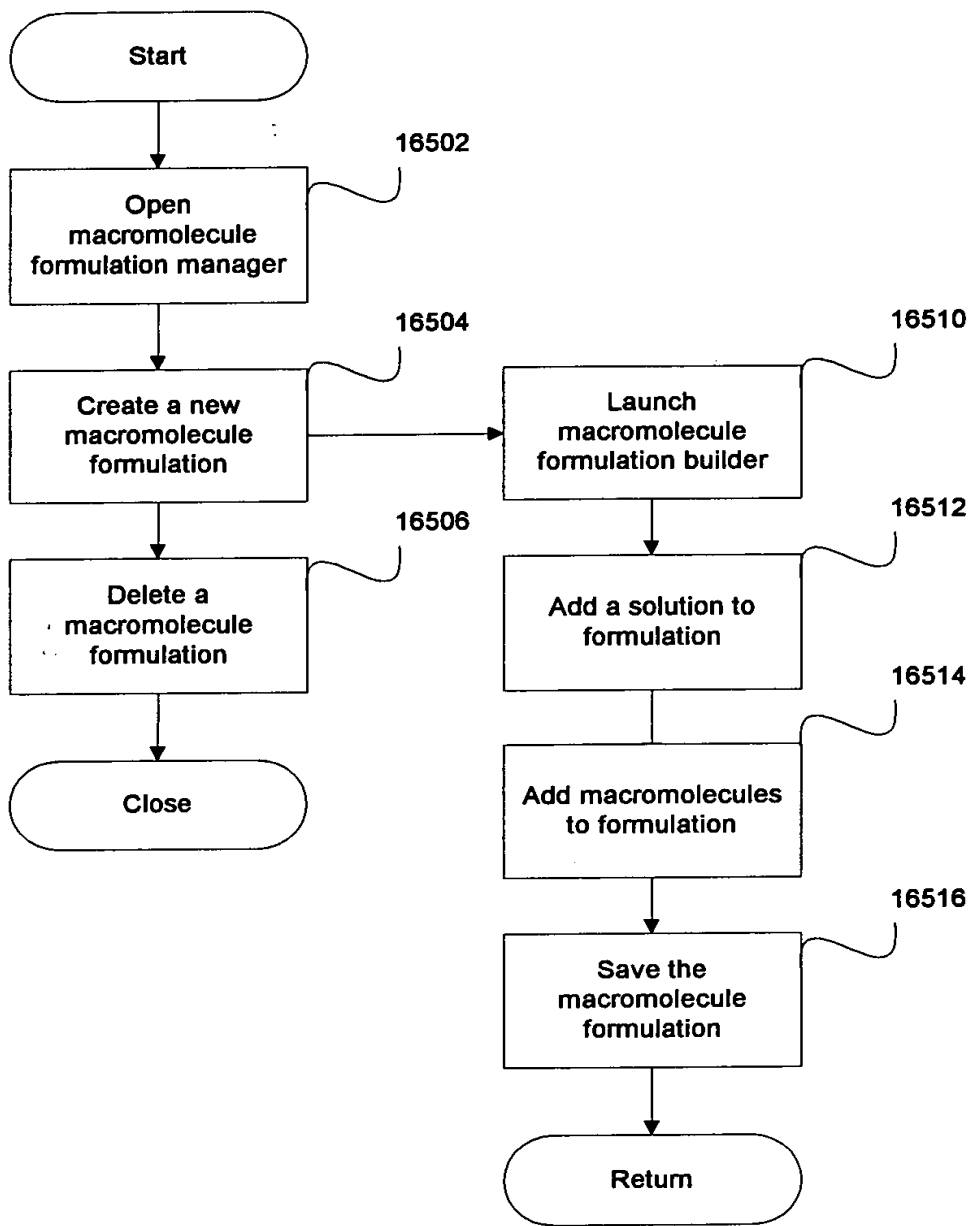 Start
16502
Open
macromolecule
formulation manager
16504
Create a new
macromolecule
formulation
16506
Delete a
macromolecule
formulation
Close
16510
Launch
macromolecule
formulation builder
16512
Add a solution to
formulation
16514
Add macromolecules
to formulation
16516
Save the
macromolecule
formulation
Return